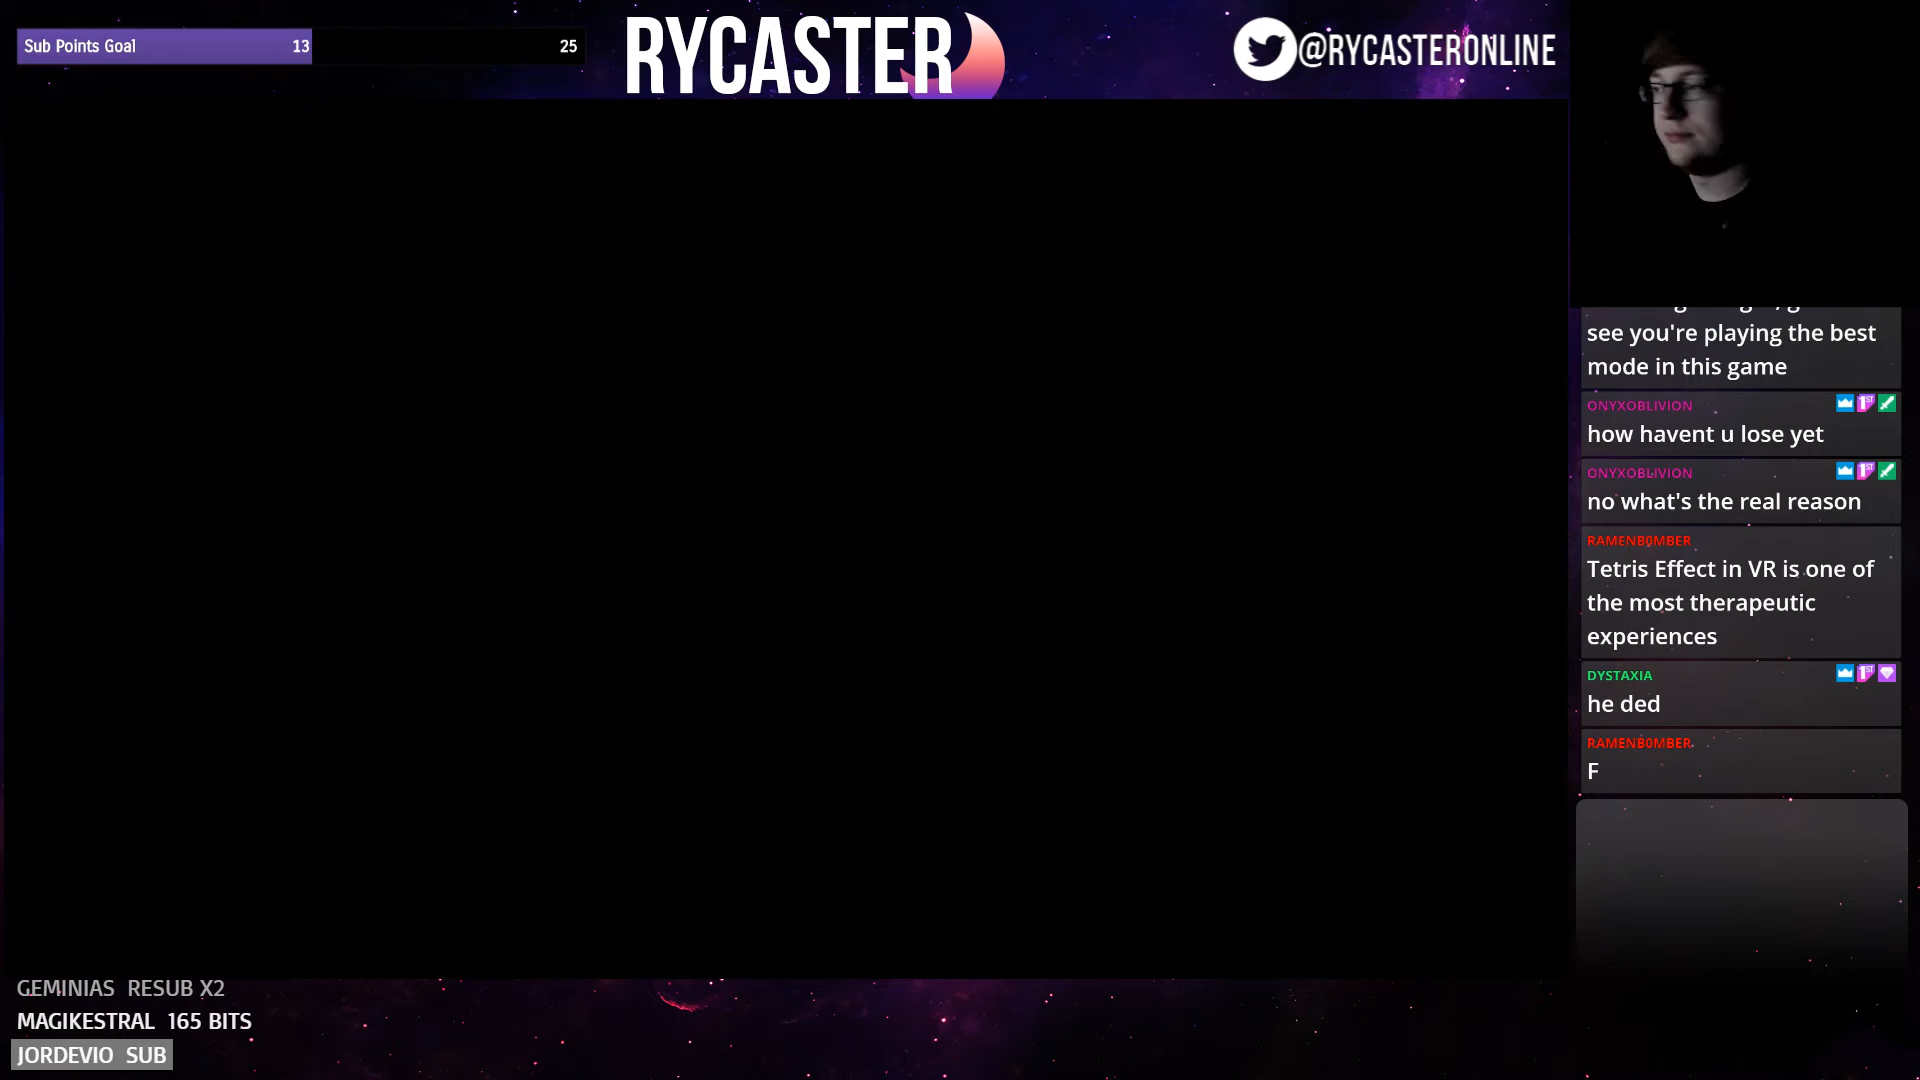 Sub Points Goal 13 25
RYCASTER
@RYCASTERONLINE
see you're playing the best
mode in this game
ONYXOBLIVION
how havent u lose yet
ONYXOBLIVION
no what's the real reason
RAMENB0MBER
Tetris Effect in VR is one of
the most therapeutic
experiences
DYSTAXIA
he ded
RAMENB0MBER
F
GEMINIAS RESUB X2
MAGIKESTRAL 165 BITS
JORDEVIO SUB